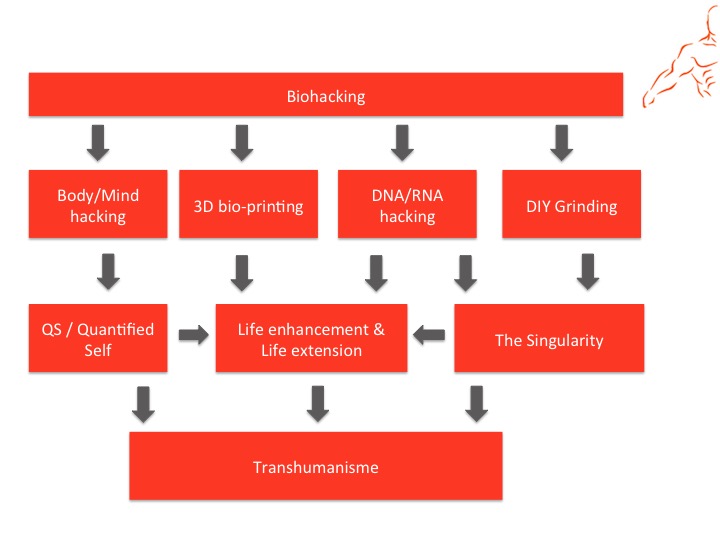 Biohacking
Body/Mind
hacking
3D bio-printing
DNA/RNA
hacking
DIY Grinding
QS / Quantified
Self
Life enhancement &
Life extension
The Singularity
Transhumanisme